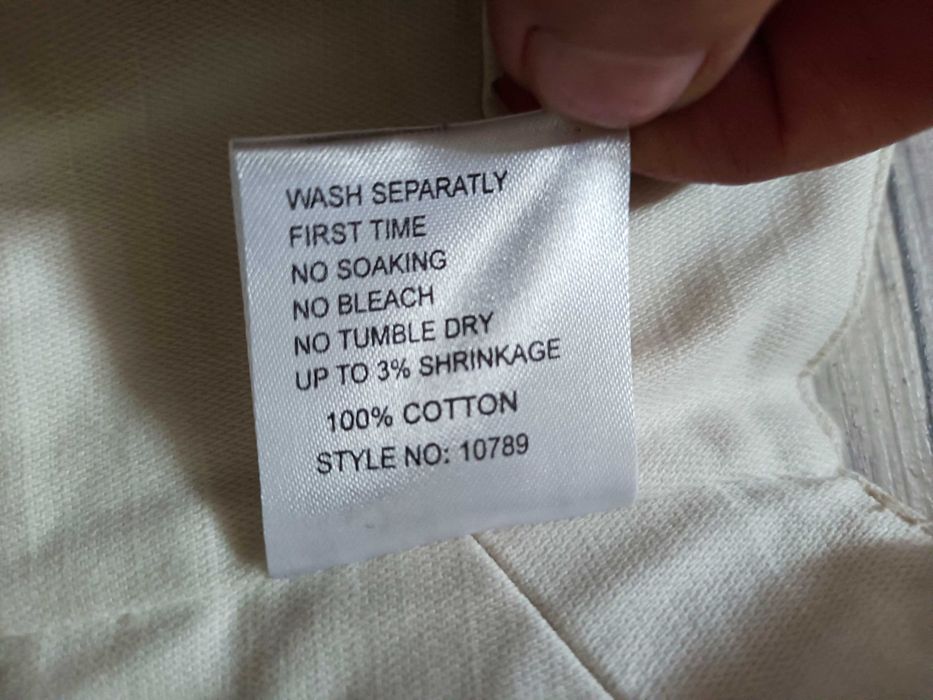 WASH SEPARATLY
FIRST TIME
NO SOAKING
NO BLEACH
NO TUMBLE DRY
UP TO 3% SHRINKAGE
100% COTTON
STYLE NO: 10789